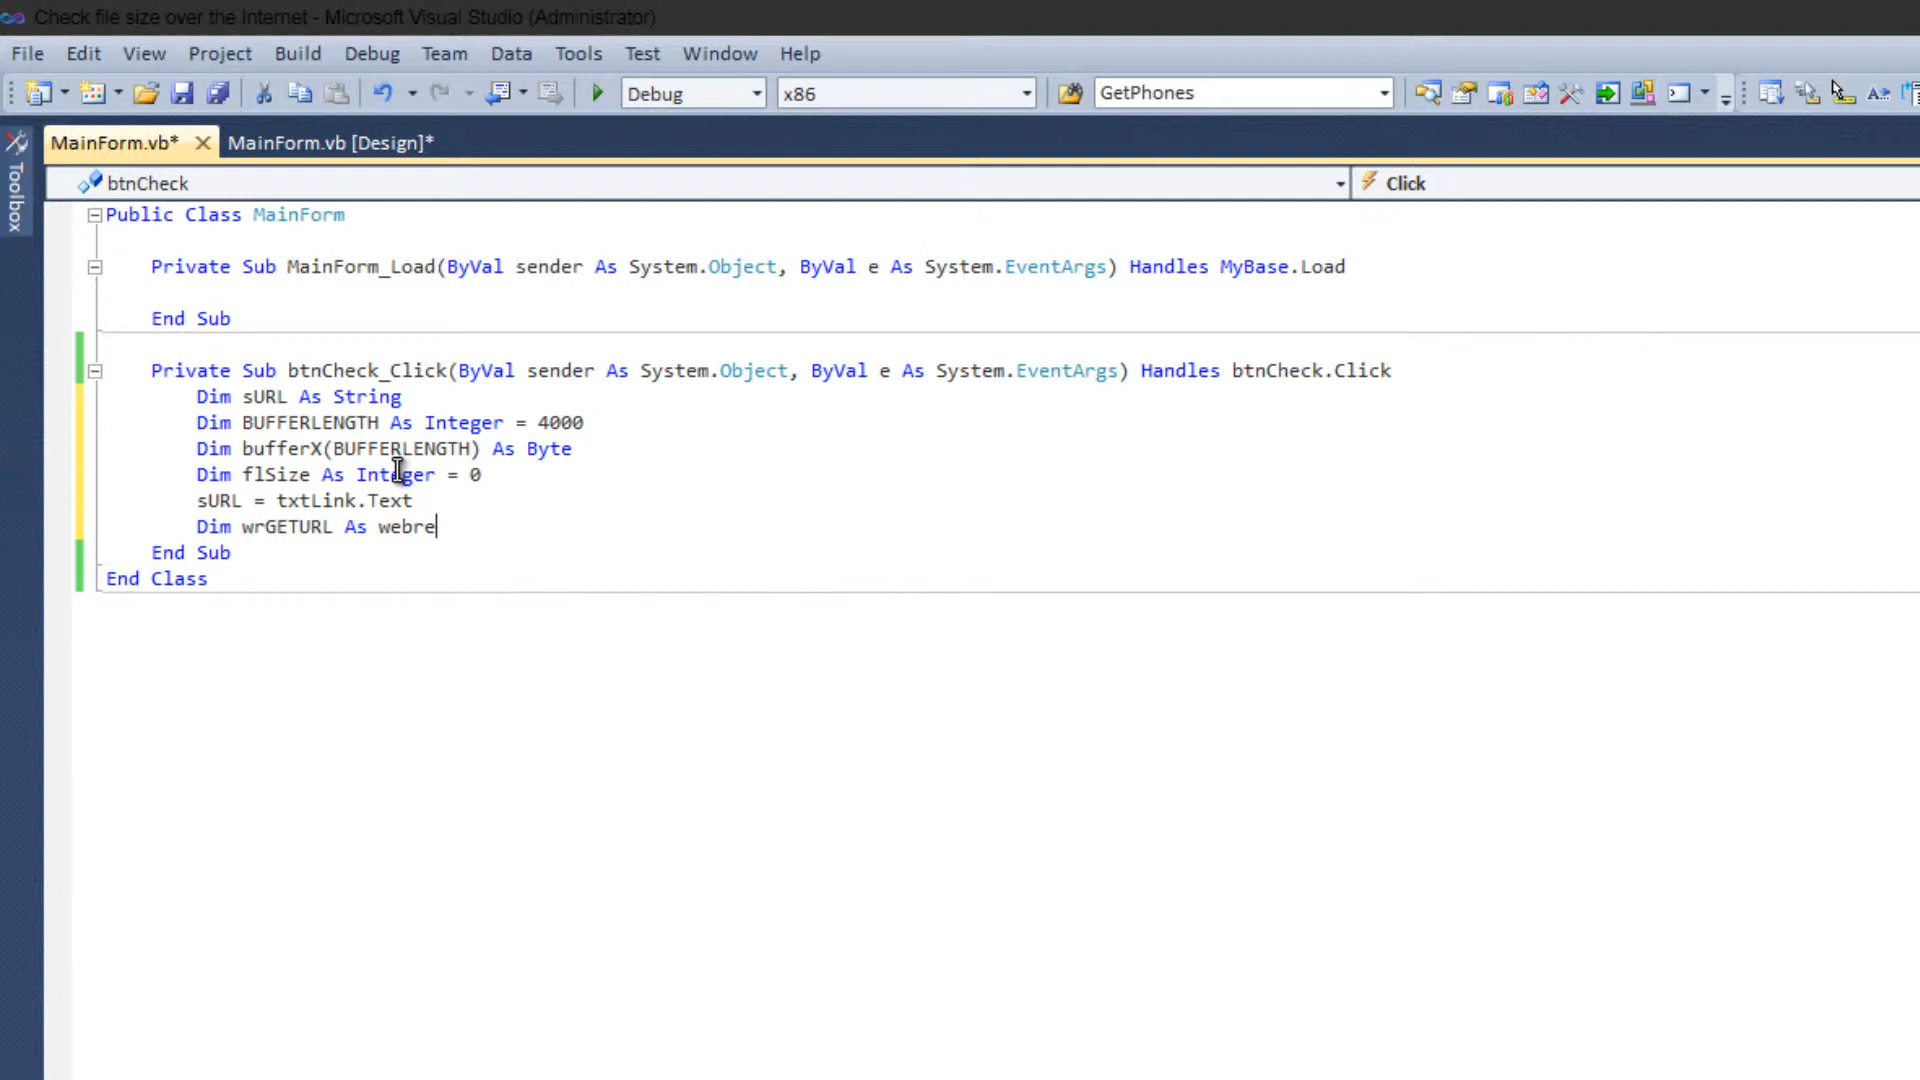 Check file size over the Internet - Microsoft Visual Studio (Administrator)
File Edit View Project Build Debug Team Data Tools Test Window Help
Debug x86 GetPhones
MainForm.vb* MainForm.vb [Design]*
Toolbox
btnCheck Click
Public Class MainForm
Private Sub MainForm_Load(ByVal sender As System.Object, ByVal e As System.EventArgs) Handles MyBase.Load
End Sub
Private Sub btnCheck_Click(ByVal sender As System.Object, ByVal e As System.EventArgs) Handles btnCheck.Click
Dim sURL As String
Dim BUFFERLENGTH As Integer = 4000
Dim bufferX(BUFFERLENGTH) As Byte
Dim flSize As Integer = 0
sURL = txtLink.Text
Dim wrGETURL As webre
End Sub
End Class